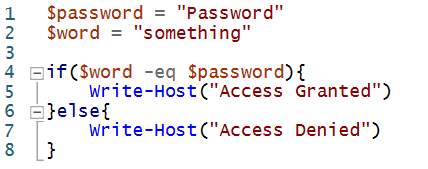 1 $password = "Password"
2 $word = "something"
3
4 if($word -eq $password){
5     Write-Host("Access Granted")
6 }else{
7     Write-Host("Access Denied")
8 }